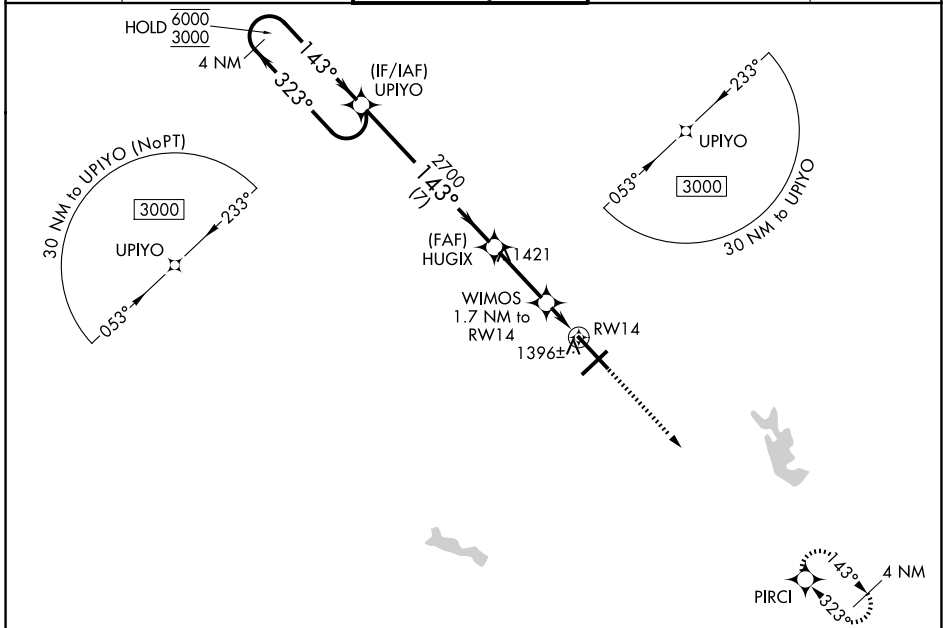 HOLD 6000
3000
4 NM
143°
323°
(IF/IAF)
UPIYO
30 NM to UPIYO (NoPT)
3000
233°
UPIYO
053°
233°
UPIYO
053°
3000
30 NM to UPIYO
2700
143°
(7)
(FAF)
HUGIX
1421
WIMOS
1.7 NM to
RW14
RW14
1396±
PIRCI
143°
323°
4 NM